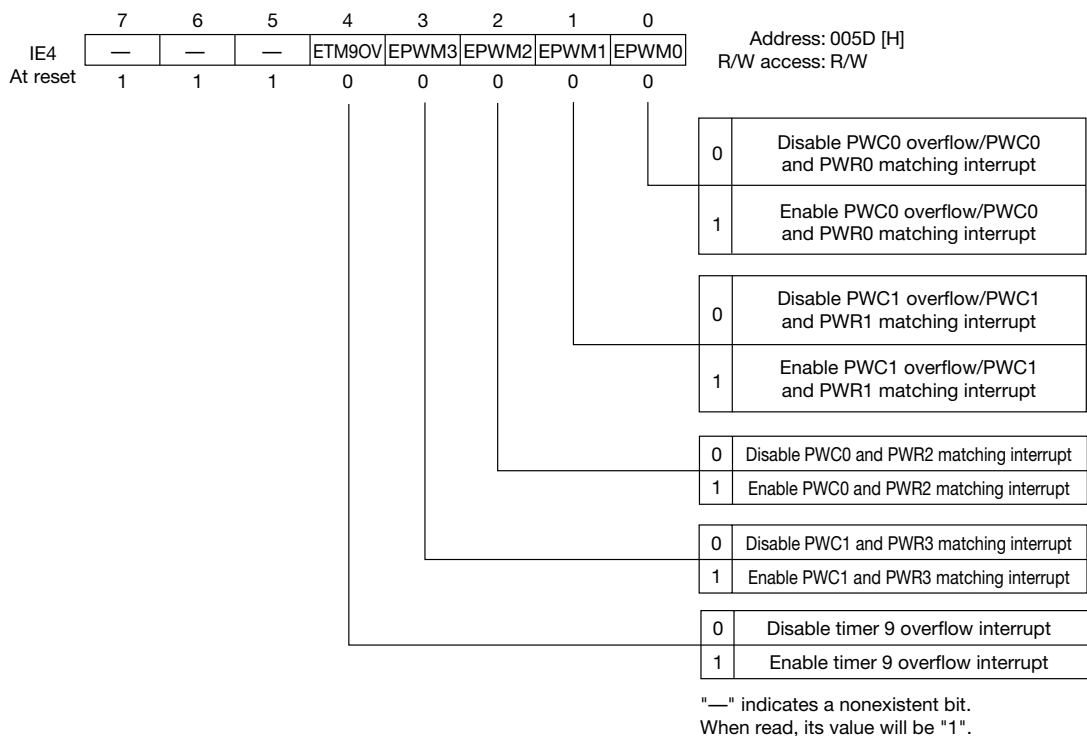 7 6 5 4 3 2 1 0
IE4 — — — ETM9OV EPWM3 EPWM2 EPWM1 EPWM0
At reset 1 1 1 0 0 0 0 0
Address: 005D [H]
R/W access: R/W
0 Disable PWC0 overflow/PWC0
and PWR0 matching interrupt
1 Enable PWC0 overflow/PWC0
and PWR0 matching interrupt
0 Disable PWC1 overflow/PWC1
and PWR1 matching interrupt
1 Enable PWC1 overflow/PWC1
and PWR1 matching interrupt
0 Disable PWC0 and PWR2 matching interrupt
1 Enable PWC0 and PWR2 matching interrupt
0 Disable PWC1 and PWR3 matching interrupt
1 Enable PWC1 and PWR3 matching interrupt
0 Disable timer 9 overflow interrupt
1 Enable timer 9 overflow interrupt
"—" indicates a nonexistent bit.
When read, its value will be "1".